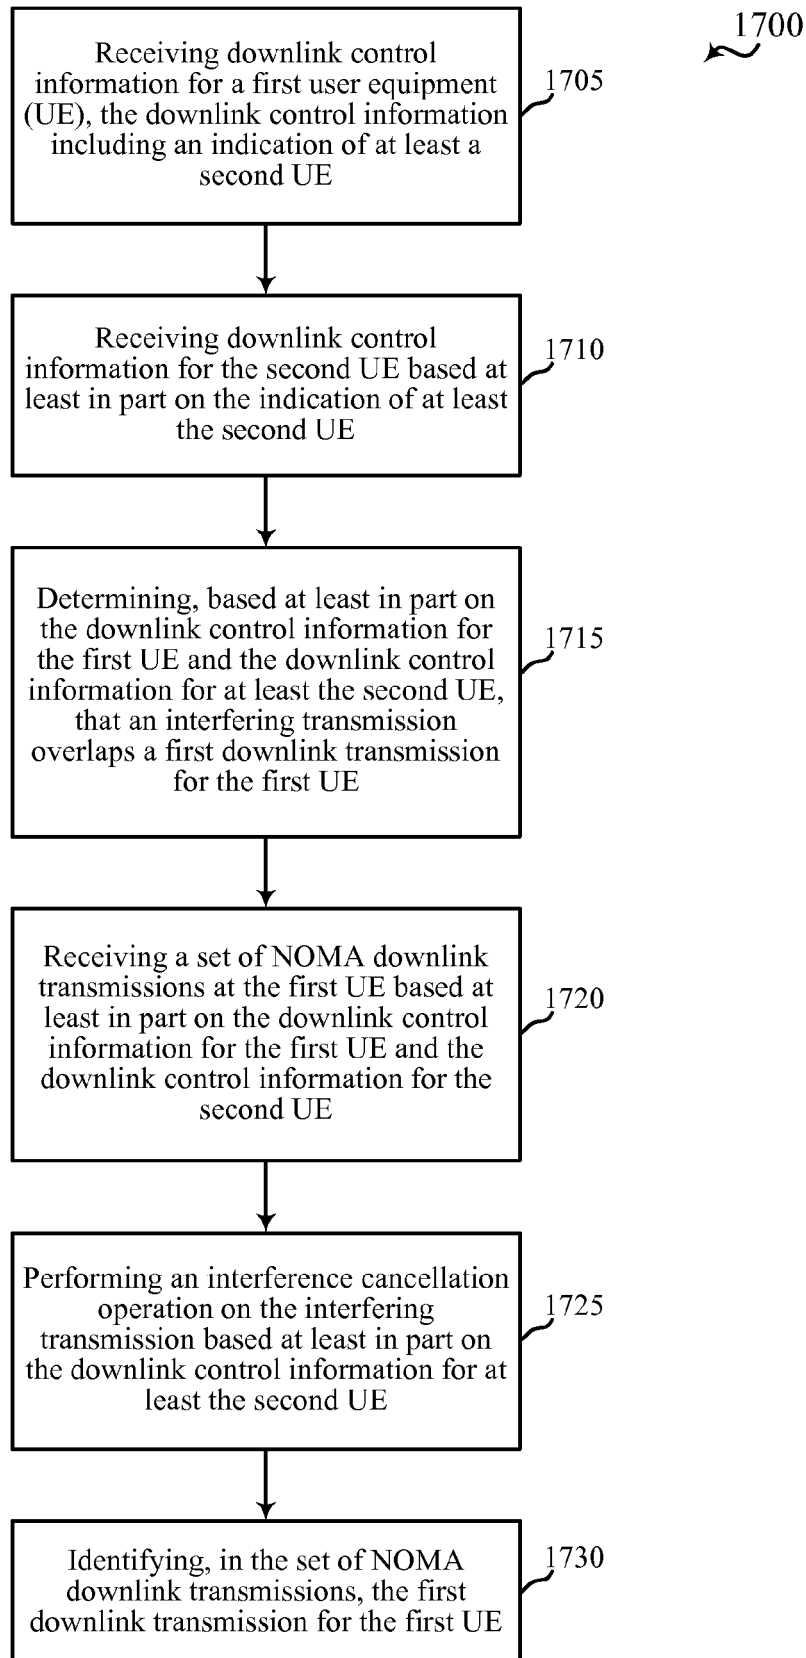 1700
Receiving downlink control
information for a first user equipment
(UE), the downlink control information
including an indication of at least a
second UE
1705
Receiving downlink control
information for the second UE based at
least in part on the indication of at least
the second UE
1710
Determining, based at least in part on
the downlink control information for
the first UE and the downlink control
information for at least the second UE,
that an interfering transmission
overlaps a first downlink transmission
for the first UE
1715
Receiving a set of NOMA downlink
transmissions at the first UE based at
least in part on the downlink control
information for the first UE and the
downlink control information for the
second UE
1720
Performing an interference cancellation
operation on the interfering
transmission based at least in part on
the downlink control information for at
least the second UE
1725
Identifying, in the set of NOMA
downlink transmissions, the first
downlink transmission for the first UE
1730